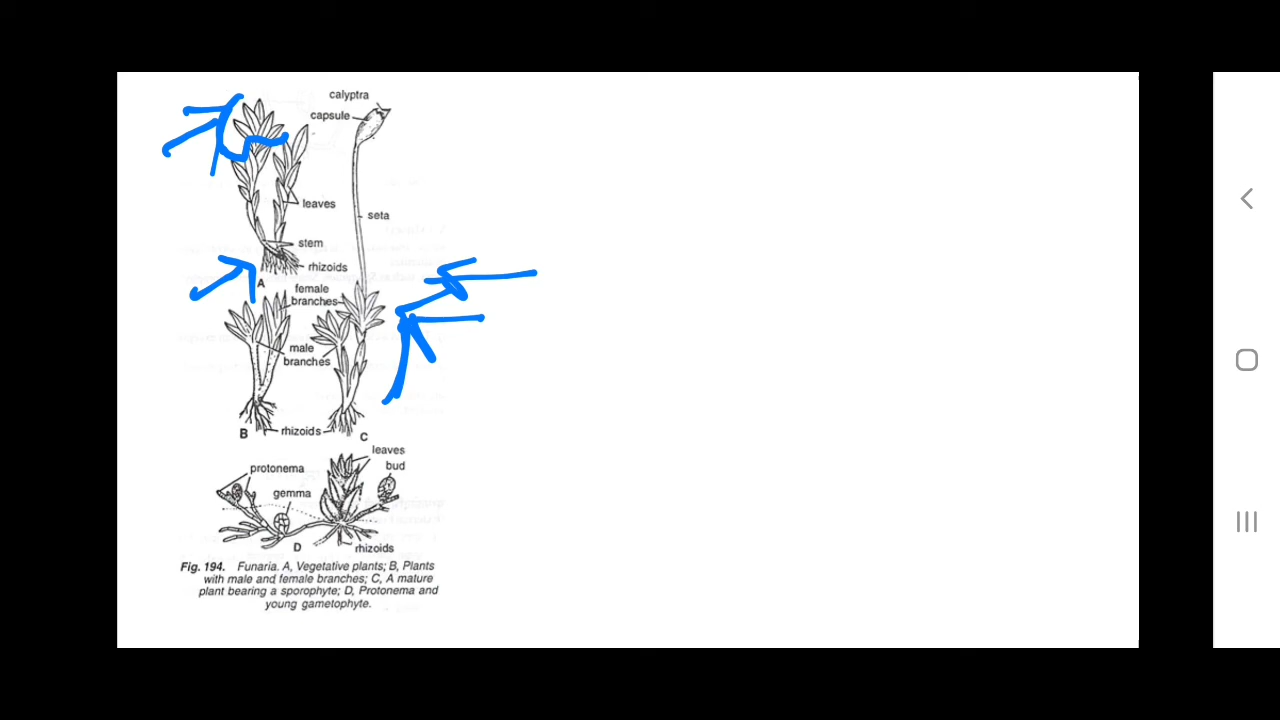 calyptra
capsule
leaves
seta
stem
rhizoids
A
female
branches
male
branches
rhizoids
B
C
leaves
protonema
bud
gemma
D
rhizoids
Fig. 194. Funaria. A, Vegetative plants; B, Plants
with male and female branches; C, A mature
plant bearing a sporophyte; D, Protonema and
young gametophyte.